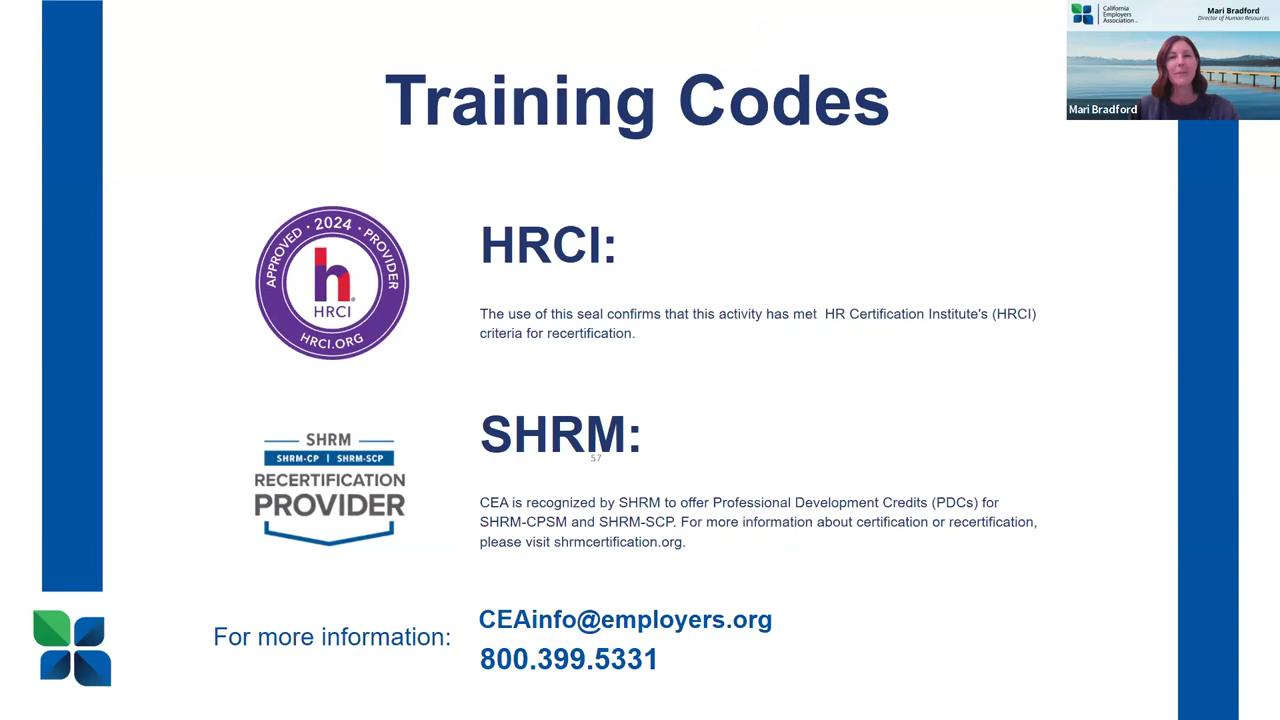 California
Employers
Association
Mari Bradford
Director of Human Resources
Mari Bradford
Training Codes
APPROVED · 2024 · PROVIDER
h
HRCI
HRCI.ORG
HRCI:
The use of this seal confirms that this activity has met  HR Certification Institute's (HRCI)
criteria for recertification.
SHRM
SHRM-CP | SHRM-SCP
RECERTIFICATION
PROVIDER
SHRM:
57
CEA is recognized by SHRM to offer Professional Development Credits (PDCs) for
SHRM-CPSM and SHRM-SCP. For more information about certification or recertification,
please visit shrmcertification.org.
For more information:
CEAinfo@employers.org
800.399.5331